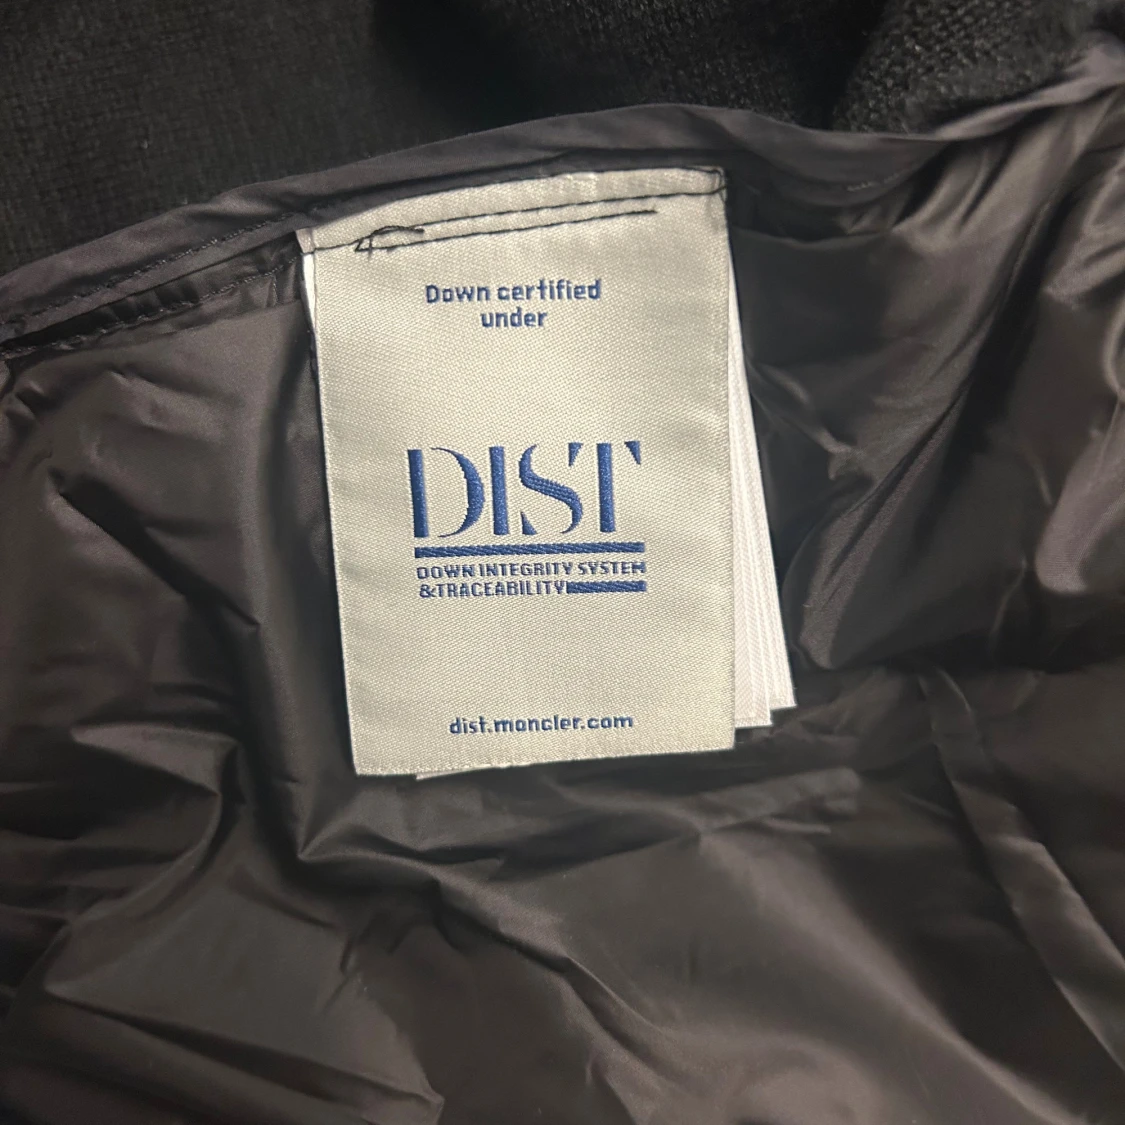 Down certified
under
DIST
DOWN INTEGRITY SYSTEM
&TRACEABILITY
dist.moncler.com